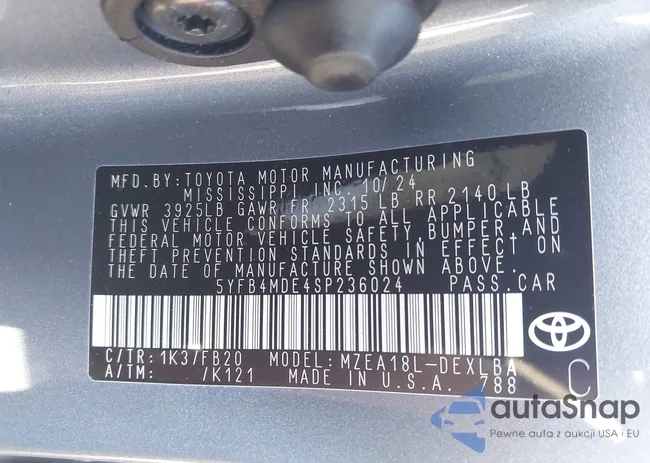 MFD.BY: TOYOTA MOTOR MANUFACTURING
MISSISSIPPI INC. 10/24
GVWR 3925LB GAWR FR 2315 LB RR 2140 LB
THIS VEHICLE CONFORMS TO ALL APPLICABLE
FEDERAL MOTOR VEHICLE SAFETY, BUMPER, AND
THEFT PREVENTION STANDARDS IN EFFECT ON
THE DATE OF MANUFACTURE SHOWN ABOVE.
5YFB4MDE4SP236024 PASS.CAR
C/TR: 1K3/FB20 MODEL: MZEA18L-DEXLBA
A/TM: /K121 MADE IN U.S.A. 788
C
autoSnap
Pewne auta z aukcji USA i EU